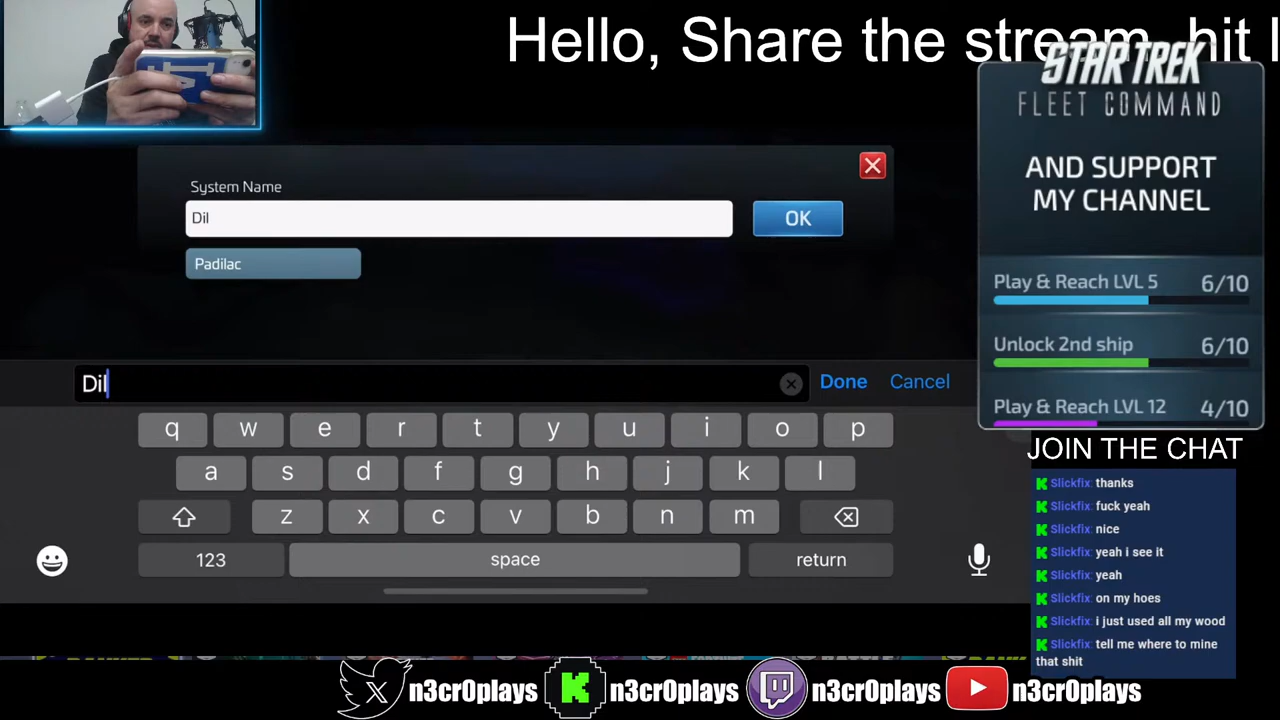 Hello, Share the stream, hit l
STAR TREK
FLEET COMMAND
AND SUPPORT
MY CHANNEL
Play & Reach LVL 5 6/10
Unlock 2nd ship 6/10
Play & Reach LVL 12 4/10
System Name
Dil
OK
Padilac
Dil
Done
Cancel
q w e r t y u i o p
a s d f g h j k l
z x c v b n m
123
space
return
JOIN THE CHAT
Slickfix: thanks
Slickfix: fuck yeah
Slickfix: nice
Slickfix: yeah i see it
Slickfix: yeah
Slickfix: on my hoes
Slickfix: i just used all my wood
Slickfix: tell me where to mine
that shit
n3cr0plays
n3cr0plays
n3cr0plays
n3cr0plays